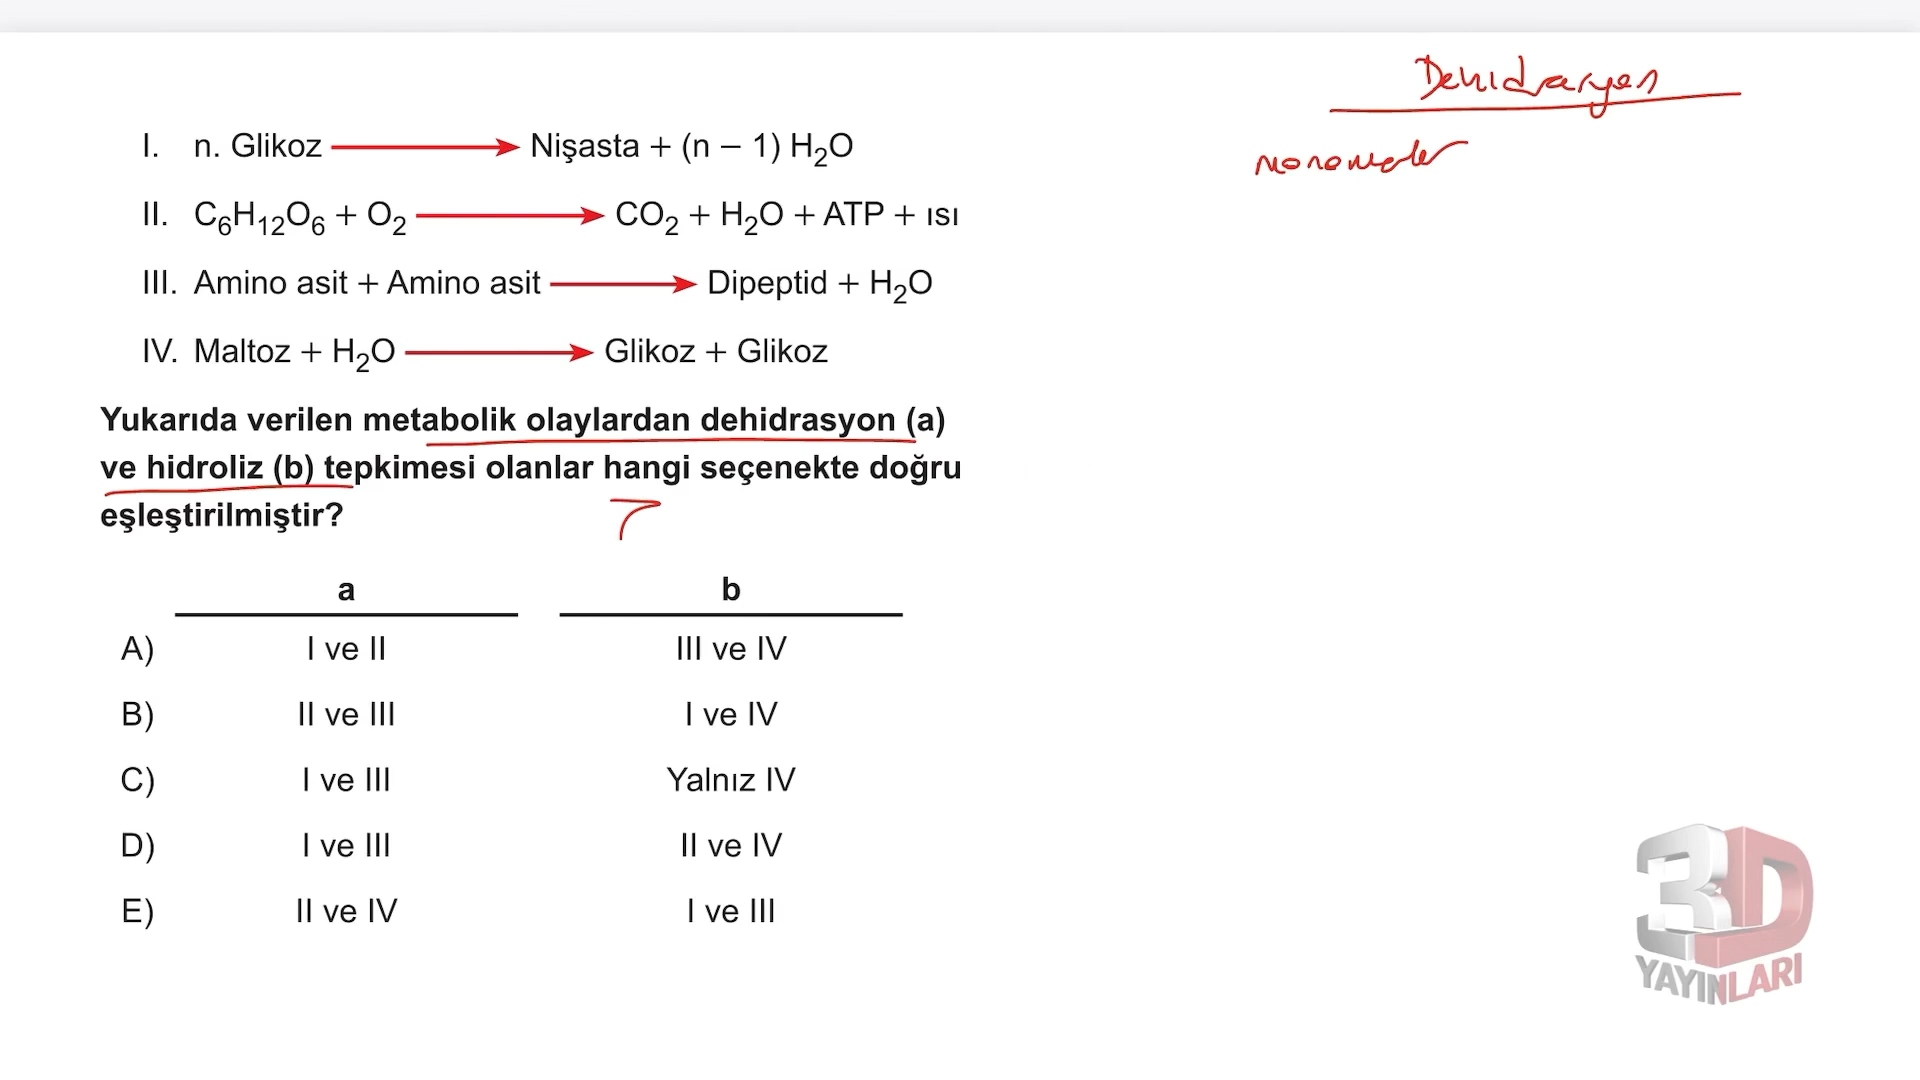 Dehidrasyon
monomerler
I. n. Glikoz → Nişasta + (n – 1) H₂O
II. C₆H₁₂O₆ + O₂ → CO₂ + H₂O + ATP + ısı
III. Amino asit + Amino asit → Dipeptid + H₂O
IV. Maltoz + H₂O → Glikoz + Glikoz
Yukarıda verilen metabolik olaylardan dehidrasyon (a)
ve hidroliz (b) tepkimesi olanlar hangi seçenekte doğru
eşleştirilmiştir?
a b
A) I ve II III ve IV
B) II ve III I ve IV
C) I ve III Yalnız IV
D) I ve III II ve IV
E) II ve IV I ve III
3D
YAYINLARI